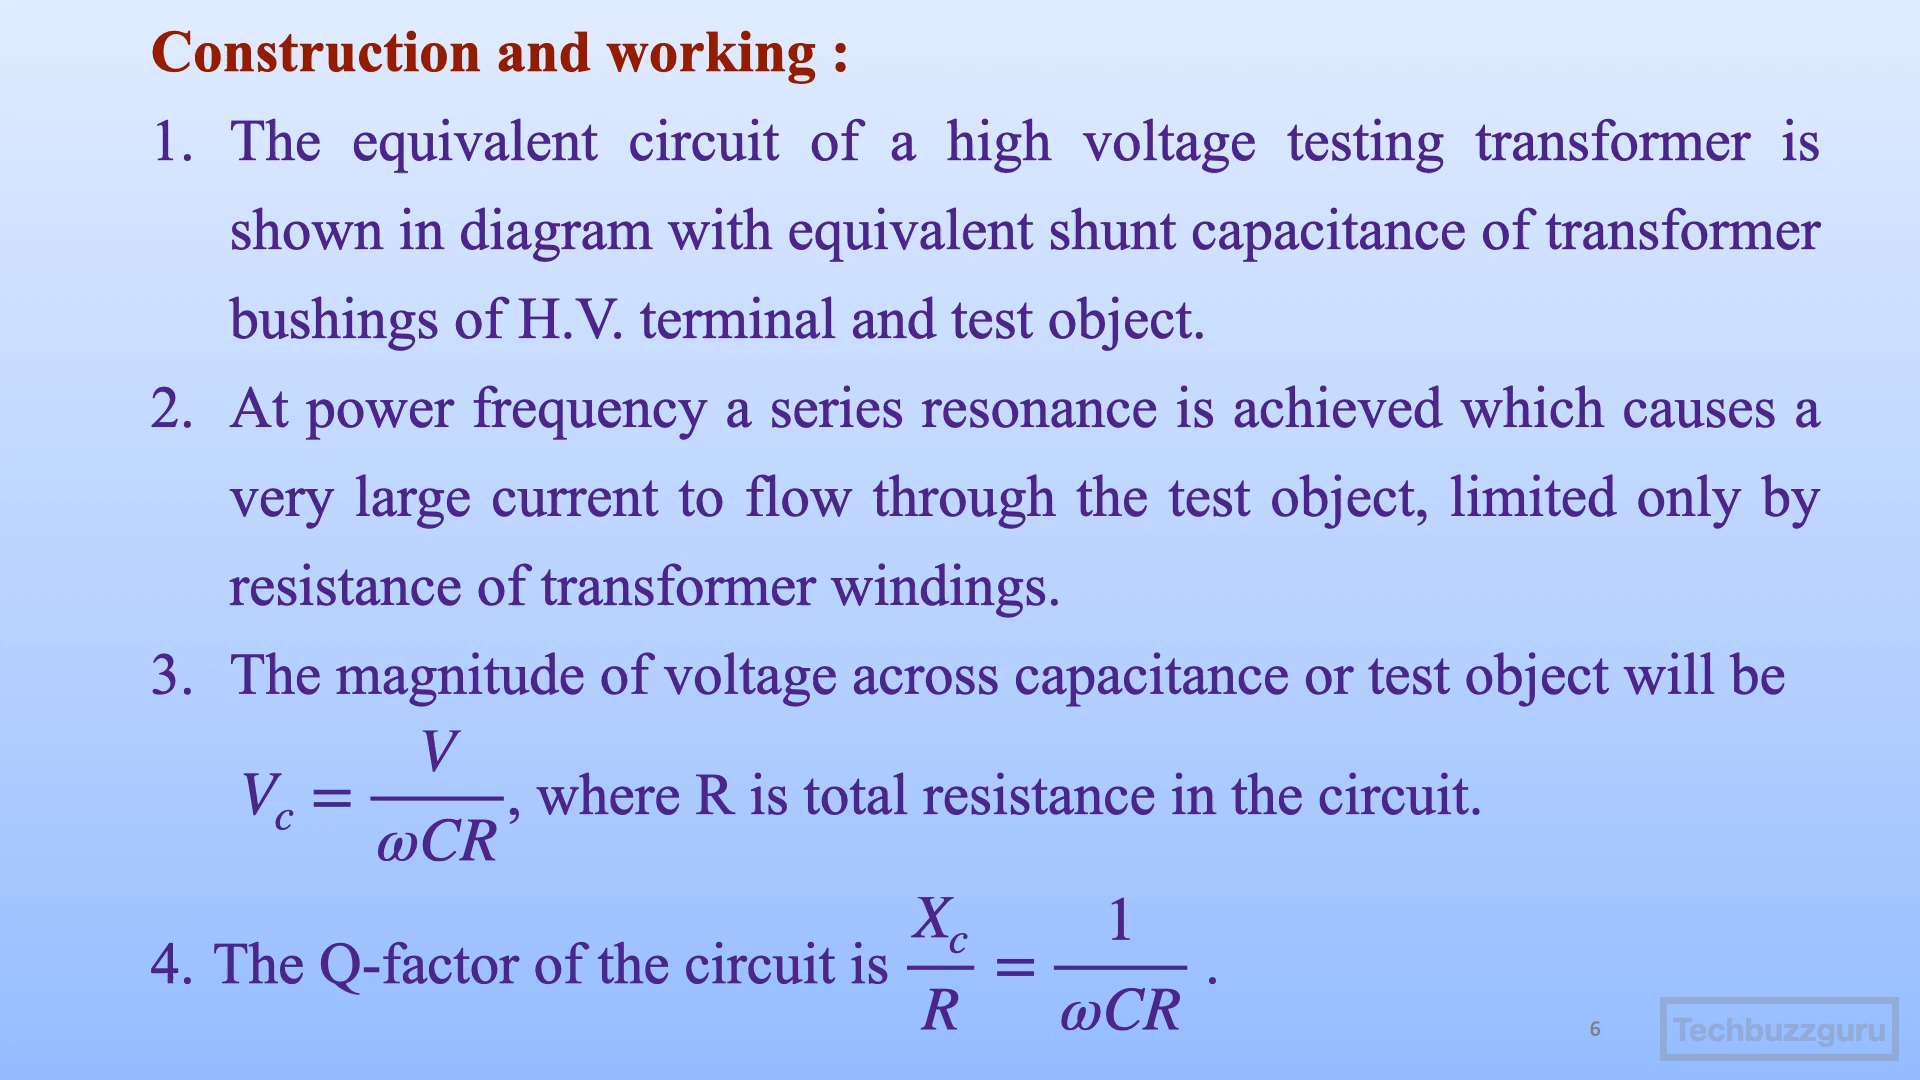 Construction and working :
1. The equivalent circuit of a high voltage testing transformer is
shown in diagram with equivalent shunt capacitance of transformer
bushings of H.V. terminal and test object.
2. At power frequency a series resonance is achieved which causes a
very large current to flow through the test object, limited only by
resistance of transformer windings.
3. The magnitude of voltage across capacitance or test object will be
V_c = V/ωCR, where R is total resistance in the circuit.
4. The Q-factor of the circuit is X_c/R = 1/ωCR .
6
Techbuzzguru